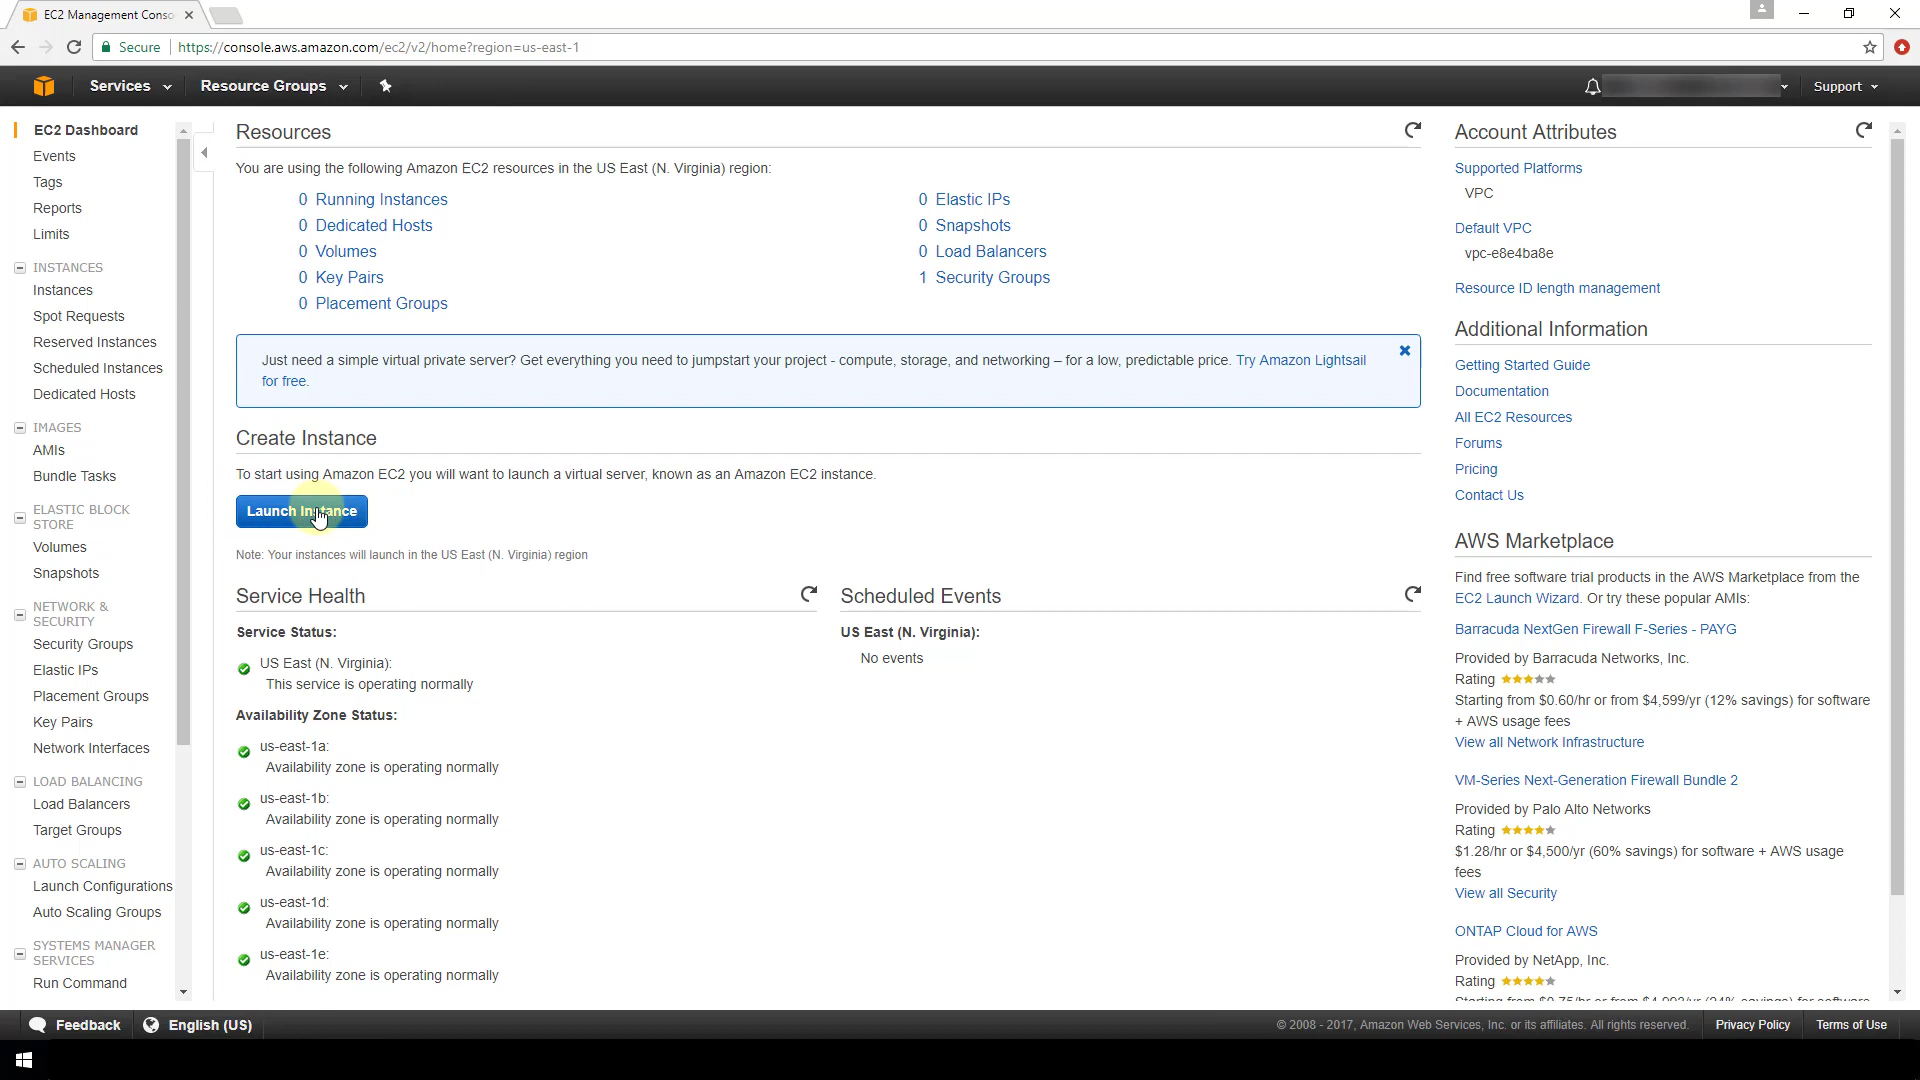 EC2 Management Conso
Secure
https://console.aws.amazon.com/ec2/v2/home?region=us-east-1
Services
Resource Groups
Support
EC2 Dashboard
Events
Tags
Reports
Limits
INSTANCES
Instances
Spot Requests
Reserved Instances
Scheduled Instances
Dedicated Hosts
IMAGES
AMIs
Bundle Tasks
ELASTIC BLOCK
STORE
Volumes
Snapshots
NETWORK &
SECURITY
Security Groups
Elastic IPs
Placement Groups
Key Pairs
Network Interfaces
LOAD BALANCING
Load Balancers
Target Groups
AUTO SCALING
Launch Configurations
Auto Scaling Groups
SYSTEMS MANAGER
SERVICES
Run Command
Resources
You are using the following Amazon EC2 resources in the US East (N. Virginia) region:
0 Running Instances
0 Dedicated Hosts
0 Volumes
0 Key Pairs
0 Placement Groups
0 Elastic IPs
0 Snapshots
0 Load Balancers
1 Security Groups
Just need a simple virtual private server? Get everything you need to jumpstart your project - compute, storage, and networking – for a low, predictable price. Try Amazon Lightsail
for free.
Create Instance
To start using Amazon EC2 you will want to launch a virtual server, known as an Amazon EC2 instance.
Launch Instance
Note: Your instances will launch in the US East (N. Virginia) region
Service Health
Service Status:
US East (N. Virginia):
This service is operating normally
Availability Zone Status:
us-east-1a:
Availability zone is operating normally
us-east-1b:
Availability zone is operating normally
us-east-1c:
Availability zone is operating normally
us-east-1d:
Availability zone is operating normally
us-east-1e:
Availability zone is operating normally
Scheduled Events
US East (N. Virginia):
No events
Account Attributes
Supported Platforms
VPC
Default VPC
vpc-e8e4ba8e
Resource ID length management
Additional Information
Getting Started Guide
Documentation
All EC2 Resources
Forums
Pricing
Contact Us
AWS Marketplace
Find free software trial products in the AWS Marketplace from the
EC2 Launch Wizard. Or try these popular AMIs:
Barracuda NextGen Firewall F-Series - PAYG
Provided by Barracuda Networks, Inc.
Rating
Starting from $0.60/hr or from $4,599/yr (12% savings) for software
+ AWS usage fees
View all Network Infrastructure
VM-Series Next-Generation Firewall Bundle 2
Provided by Palo Alto Networks
Rating
$1.28/hr or $4,500/yr (60% savings) for software + AWS usage
fees
View all Security
ONTAP Cloud for AWS
Provided by NetApp, Inc.
Rating
Feedback
English (US)
© 2008 - 2017, Amazon Web Services, Inc. or its affiliates. All rights reserved.
Privacy Policy
Terms of Use